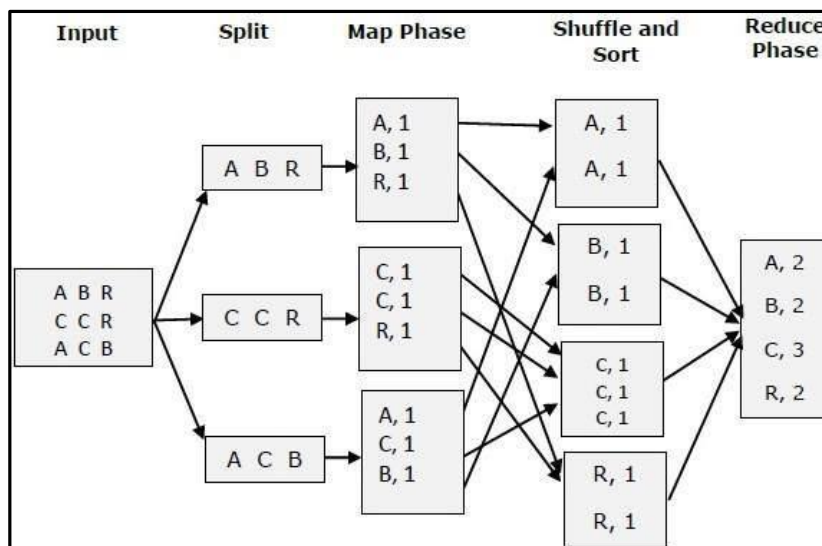 Input
Split
Map Phase
Shuffle and
Sort
Reduce
Phase
A B R
C C R
A C B
A B R
C C R
A C B
A, 1
B, 1
R, 1
C, 1
C, 1
R, 1
A, 1
C, 1
B, 1
A, 1
A, 1
B, 1
B, 1
C, 1
C, 1
C, 1
R, 1
R, 1
A, 2
B, 2
C, 3
R, 2